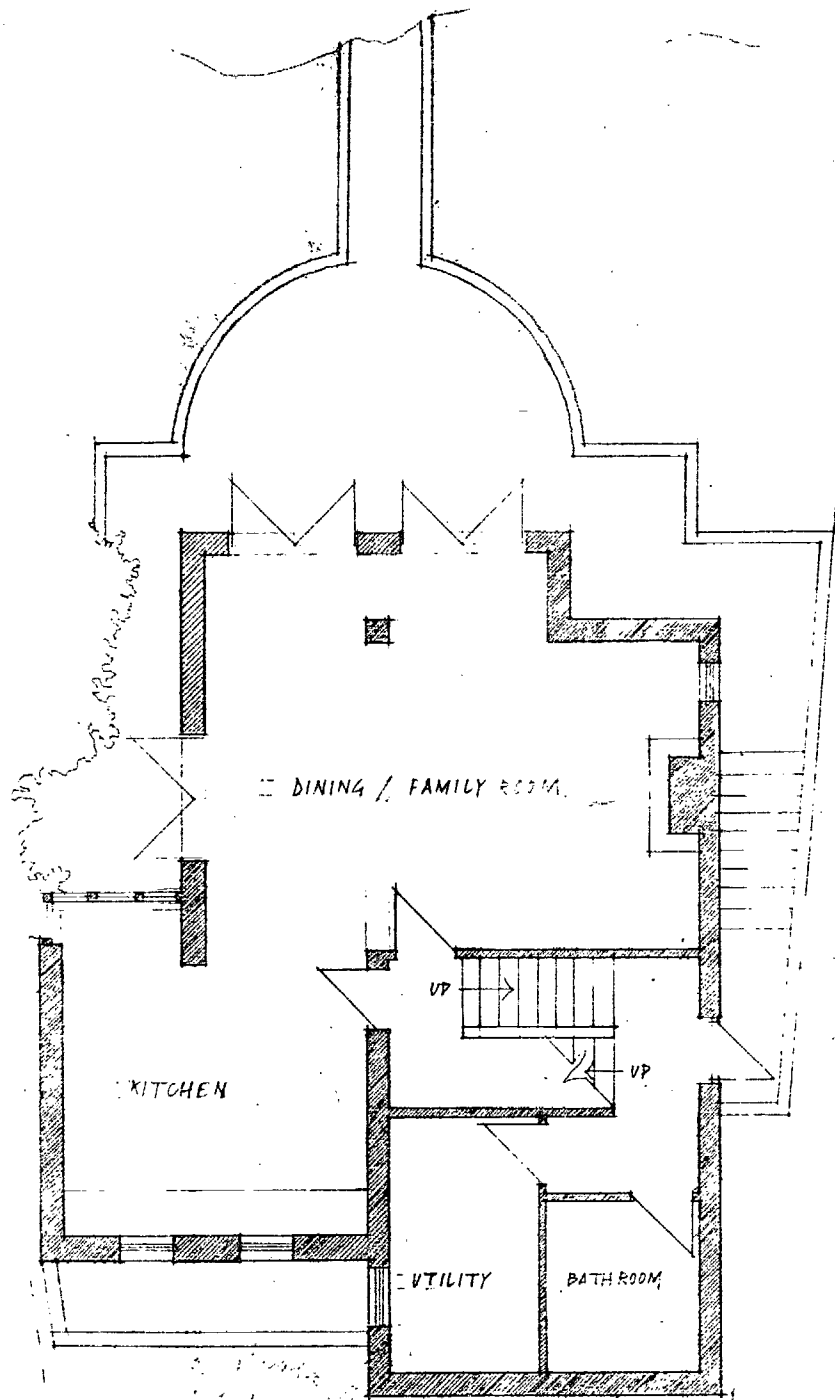 DINING / FAMILY ROOM
UP
UP
KITCHEN
UTILITY
BATHROOM